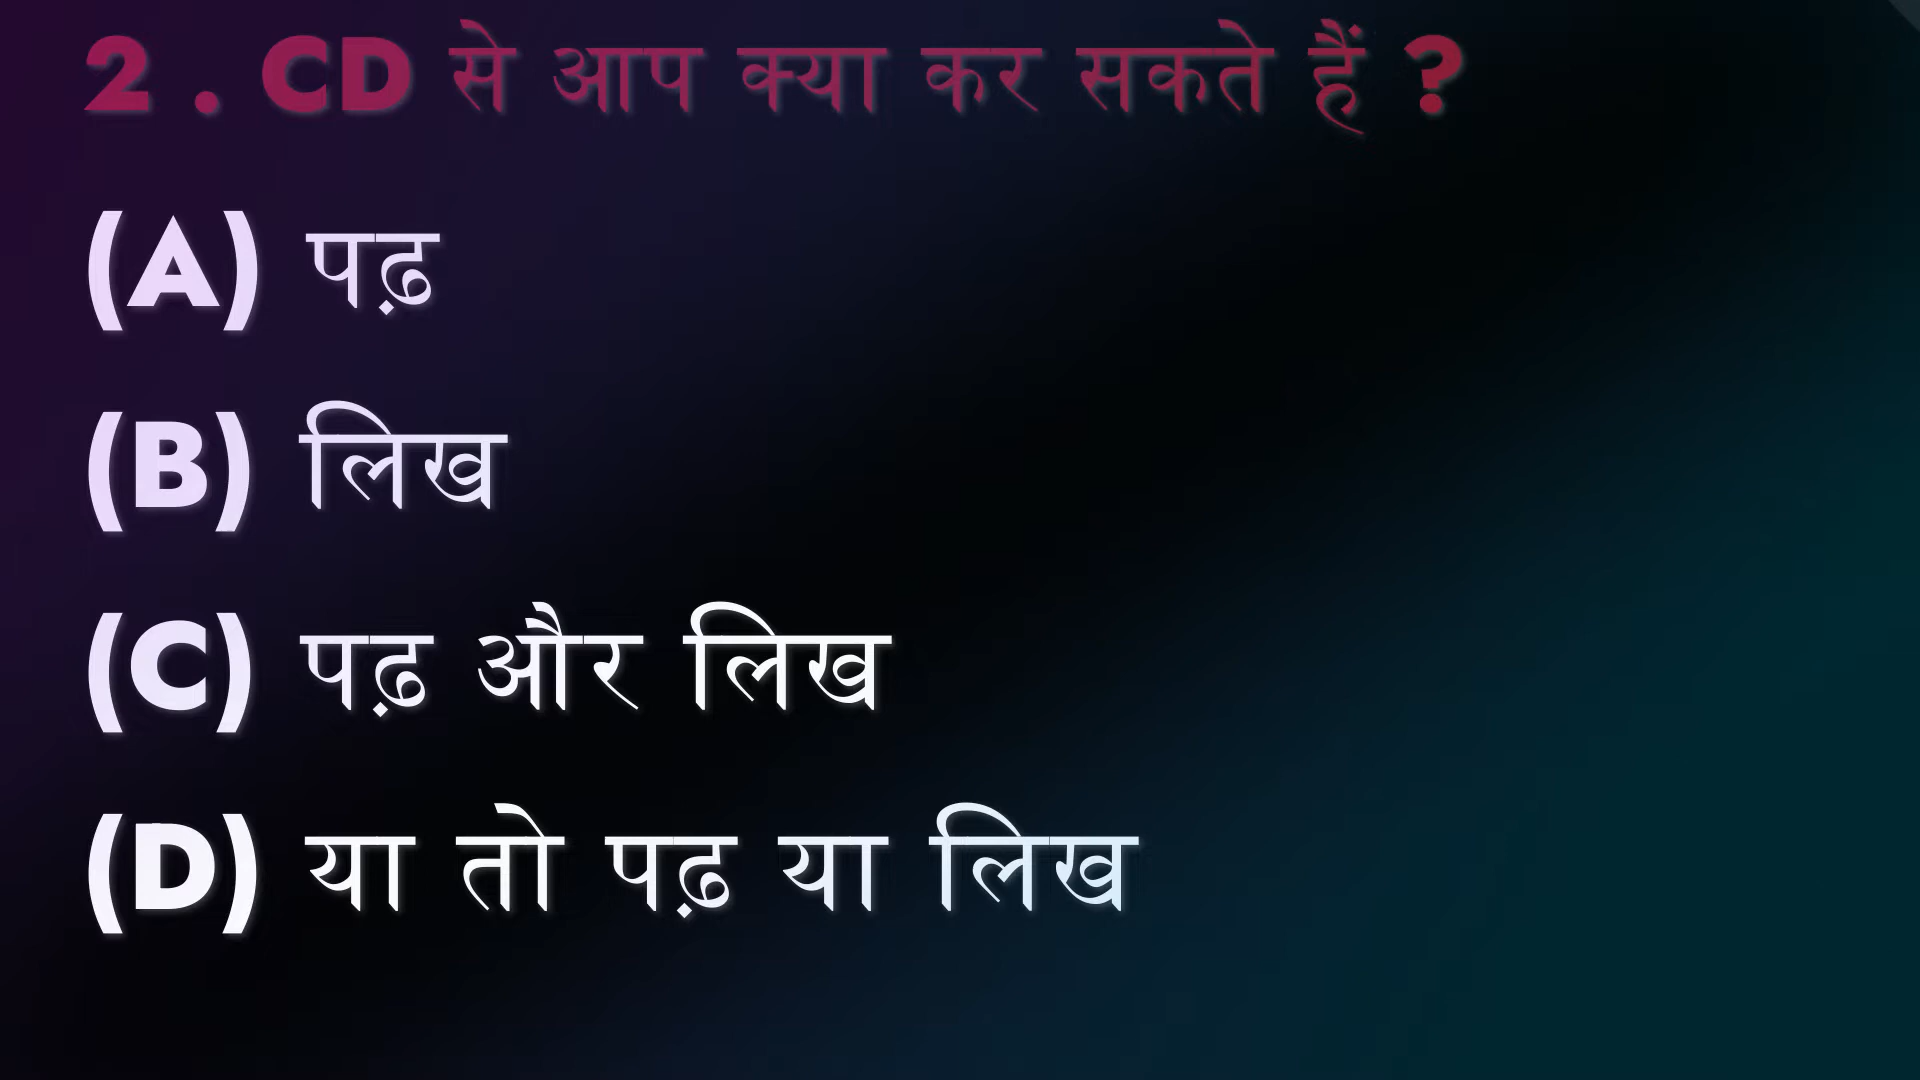 2 . CD से आप क्या कर सकते हैं ?
(A) पढ़
(B) लिख
(C) पढ़ और लिख
(D) या तो पढ़ या लिख